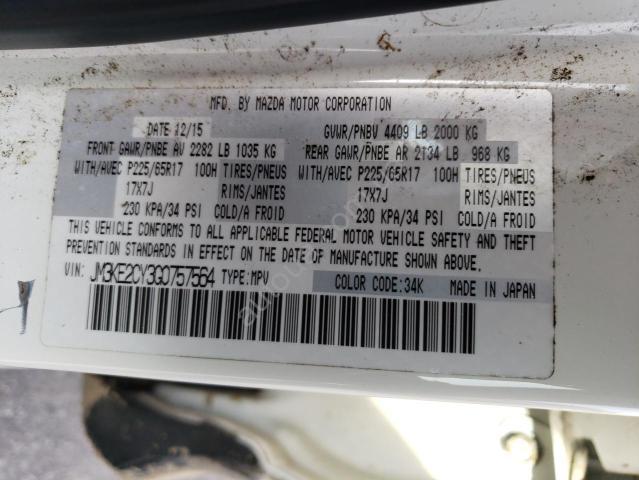 MFD. BY MAZDA MOTOR CORPORATION
DATE 12/15 GVWR/PNBV 4409 LB 2000 KG
FRONT GAWR/PNBE AV 2282 LB 1035 KG REAR GAWR/PNBE AR 2134 LB 968 KG
WITH/AVEC P225/65R17 100H TIRES/PNEUS WITH/AVEC P225/65R17 100H TIRES/PNEUS
17X7J RIMS/JANTES 17X7J RIMS/JANTES
230 KPA/34 PSI COLD/A FROID 230 KPA/34 PSI COLD/A FROID
THIS VEHICLE CONFORMS TO ALL APPLICABLE FEDERAL MOTOR VEHICLE SAFETY AND THEFT
PREVENTION STANDARDS IN EFFECT ON THE DATE OF MANUFACTURE SHOWN ABOVE.
VIN: JM3KE2CY3G0757564 TYPE: MPV COLOR CODE: 34K MADE IN JAPAN